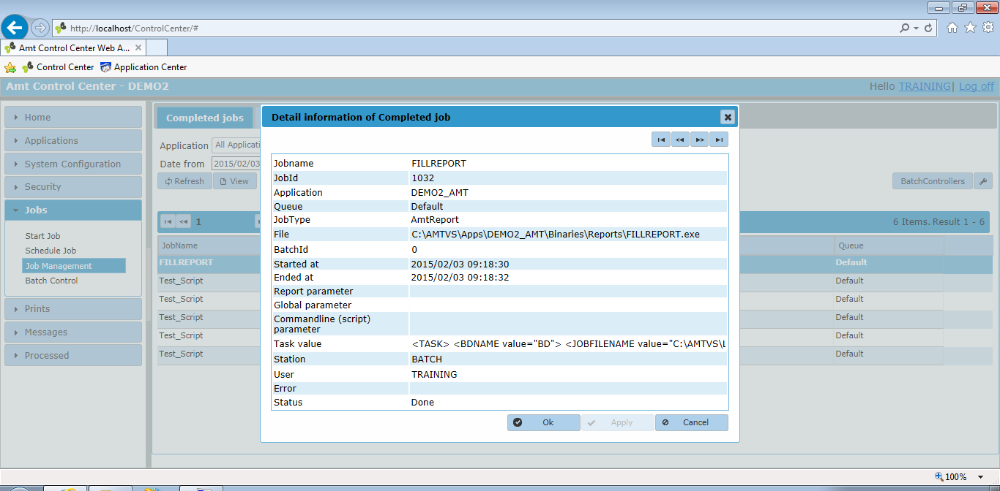 http://localhost/ControlCenter/#
Amt Control Center Web A...
Control Center Application Center
Amt Control Center - DEMO2
Hello TRAINING| Log off
Home
Applications
System Configuration
Security
Jobs
Start Job
Schedule Job
Job Management
Batch Control
Prints
Messages
Processed
Completed jobs
Application All Applicati
Date from 2015/02/03
Refresh View
BatchControllers
1
6 Items. Result 1 - 6
JobName Queue
FILLREPORT Default
Test_Script Default
Test_Script Default
Test_Script Default
Test_Script Default
Test_Script Default
Detail information of Completed job
Jobname FILLREPORT
JobId 1032
Application DEMO2_AMT
Queue Default
JobType AmtReport
File C:\AMTVS\Apps\DEMO2_AMT\Binaries\Reports\FILLREPORT.exe
BatchId 0
Started at 2015/02/03 09:18:30
Ended at 2015/02/03 09:18:32
Report parameter
Global parameter
Commandline (script)
parameter
Task value <TASK> <BDNAME value="BD"> <JOBFILENAME value="C:\AMTVS\
Station BATCH
User TRAINING
Error
Status Done
Ok Apply Cancel
100%